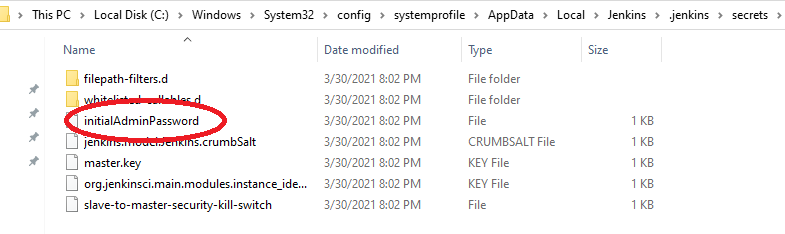 This PC > Local Disk (C:) > Windows > System32 > config > systemprofile > AppData > Local > Jenkins > .jenkins > secrets >
Name Date modified Type Size
filepath-filters.d 3/30/2021 8:02 PM File folder
whitelisted-callables.d 3/30/2021 8:02 PM File folder
initialAdminPassword 3/30/2021 8:02 PM File 1 KB
jenkins.model.Jenkins.crumbSalt 3/30/2021 8:02 PM CRUMBSALT File 1 KB
master.key 3/30/2021 8:02 PM KEY File 1 KB
org.jenkinsci.main.modules.instance_ide... 3/30/2021 8:02 PM KEY File 1 KB
slave-to-master-security-kill-switch 3/30/2021 8:02 PM File 1 KB